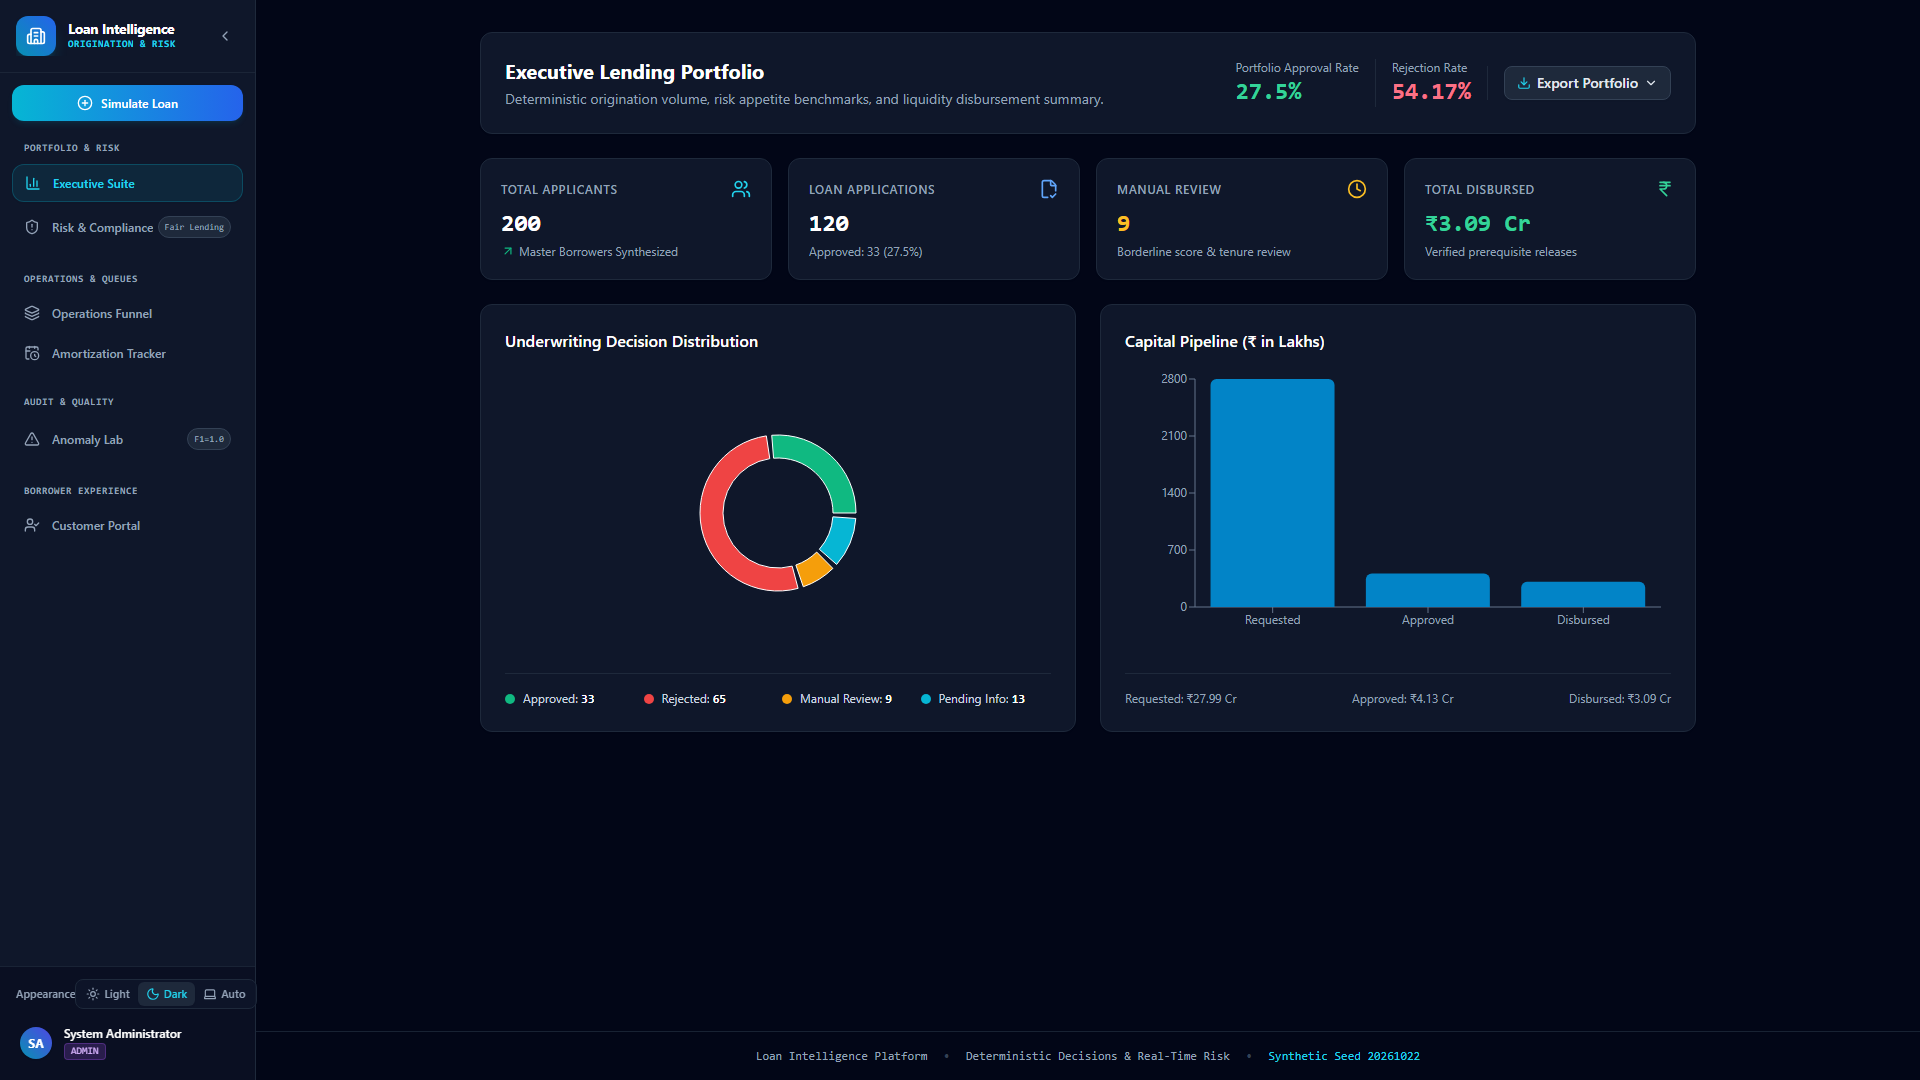 Loan Intelligence
ORIGINATION & RISK
Simulate Loan
PORTFOLIO & RISK
Executive Suite
Risk & Compliance Fair Lending
OPERATIONS & QUEUES
Operations Funnel
Amortization Tracker
AUDIT & QUALITY
Anomaly Lab F1=1.0
BORROWER EXPERIENCE
Customer Portal
Appearance Light Dark Auto
SA System Administrator
ADMIN
Executive Lending Portfolio
Deterministic origination volume, risk appetite benchmarks, and liquidity disbursement summary.
Portfolio Approval Rate
27.5%
Rejection Rate
54.17%
Export Portfolio
TOTAL APPLICANTS
200
Master Borrowers Synthesized
LOAN APPLICATIONS
120
Approved: 33 (27.5%)
MANUAL REVIEW
9
Borderline score & tenure review
TOTAL DISBURSED
₹3.09 Cr
Verified prerequisite releases
Underwriting Decision Distribution
Approved: 33 Rejected: 65 Manual Review: 9 Pending Info: 13
Capital Pipeline (₹ in Lakhs)
2800
2100
1400
700
0
Requested Approved Disbursed
Requested: ₹27.99 Cr Approved: ₹4.13 Cr Disbursed: ₹3.09 Cr
Loan Intelligence Platform • Deterministic Decisions & Real-Time Risk • Synthetic Seed 20261022